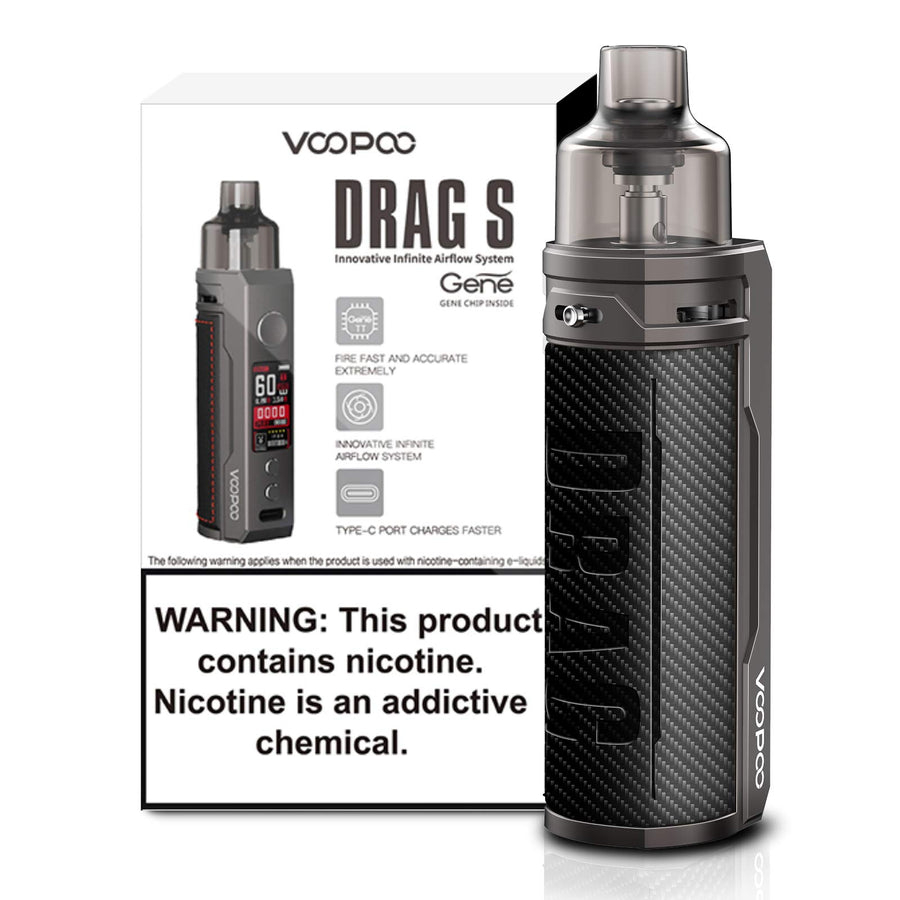 VOOPOO
DRAG S
Innovative Infinite Airflow System
Gene
GENE CHIP INSIDE
Gene
TT
FIRE FAST AND ACCURATE
EXTREMELY
INNOVATIVE INFINITE
AIRFLOW SYSTEM
TYPE-C PORT CHARGES FASTER
60
0000
VOOPOO
The following warning applies when the product is used with nicotine-containing e-liquids
WARNING: This product
contains nicotine.
Nicotine is an addictive
chemical.
DRAG
VOOPOO